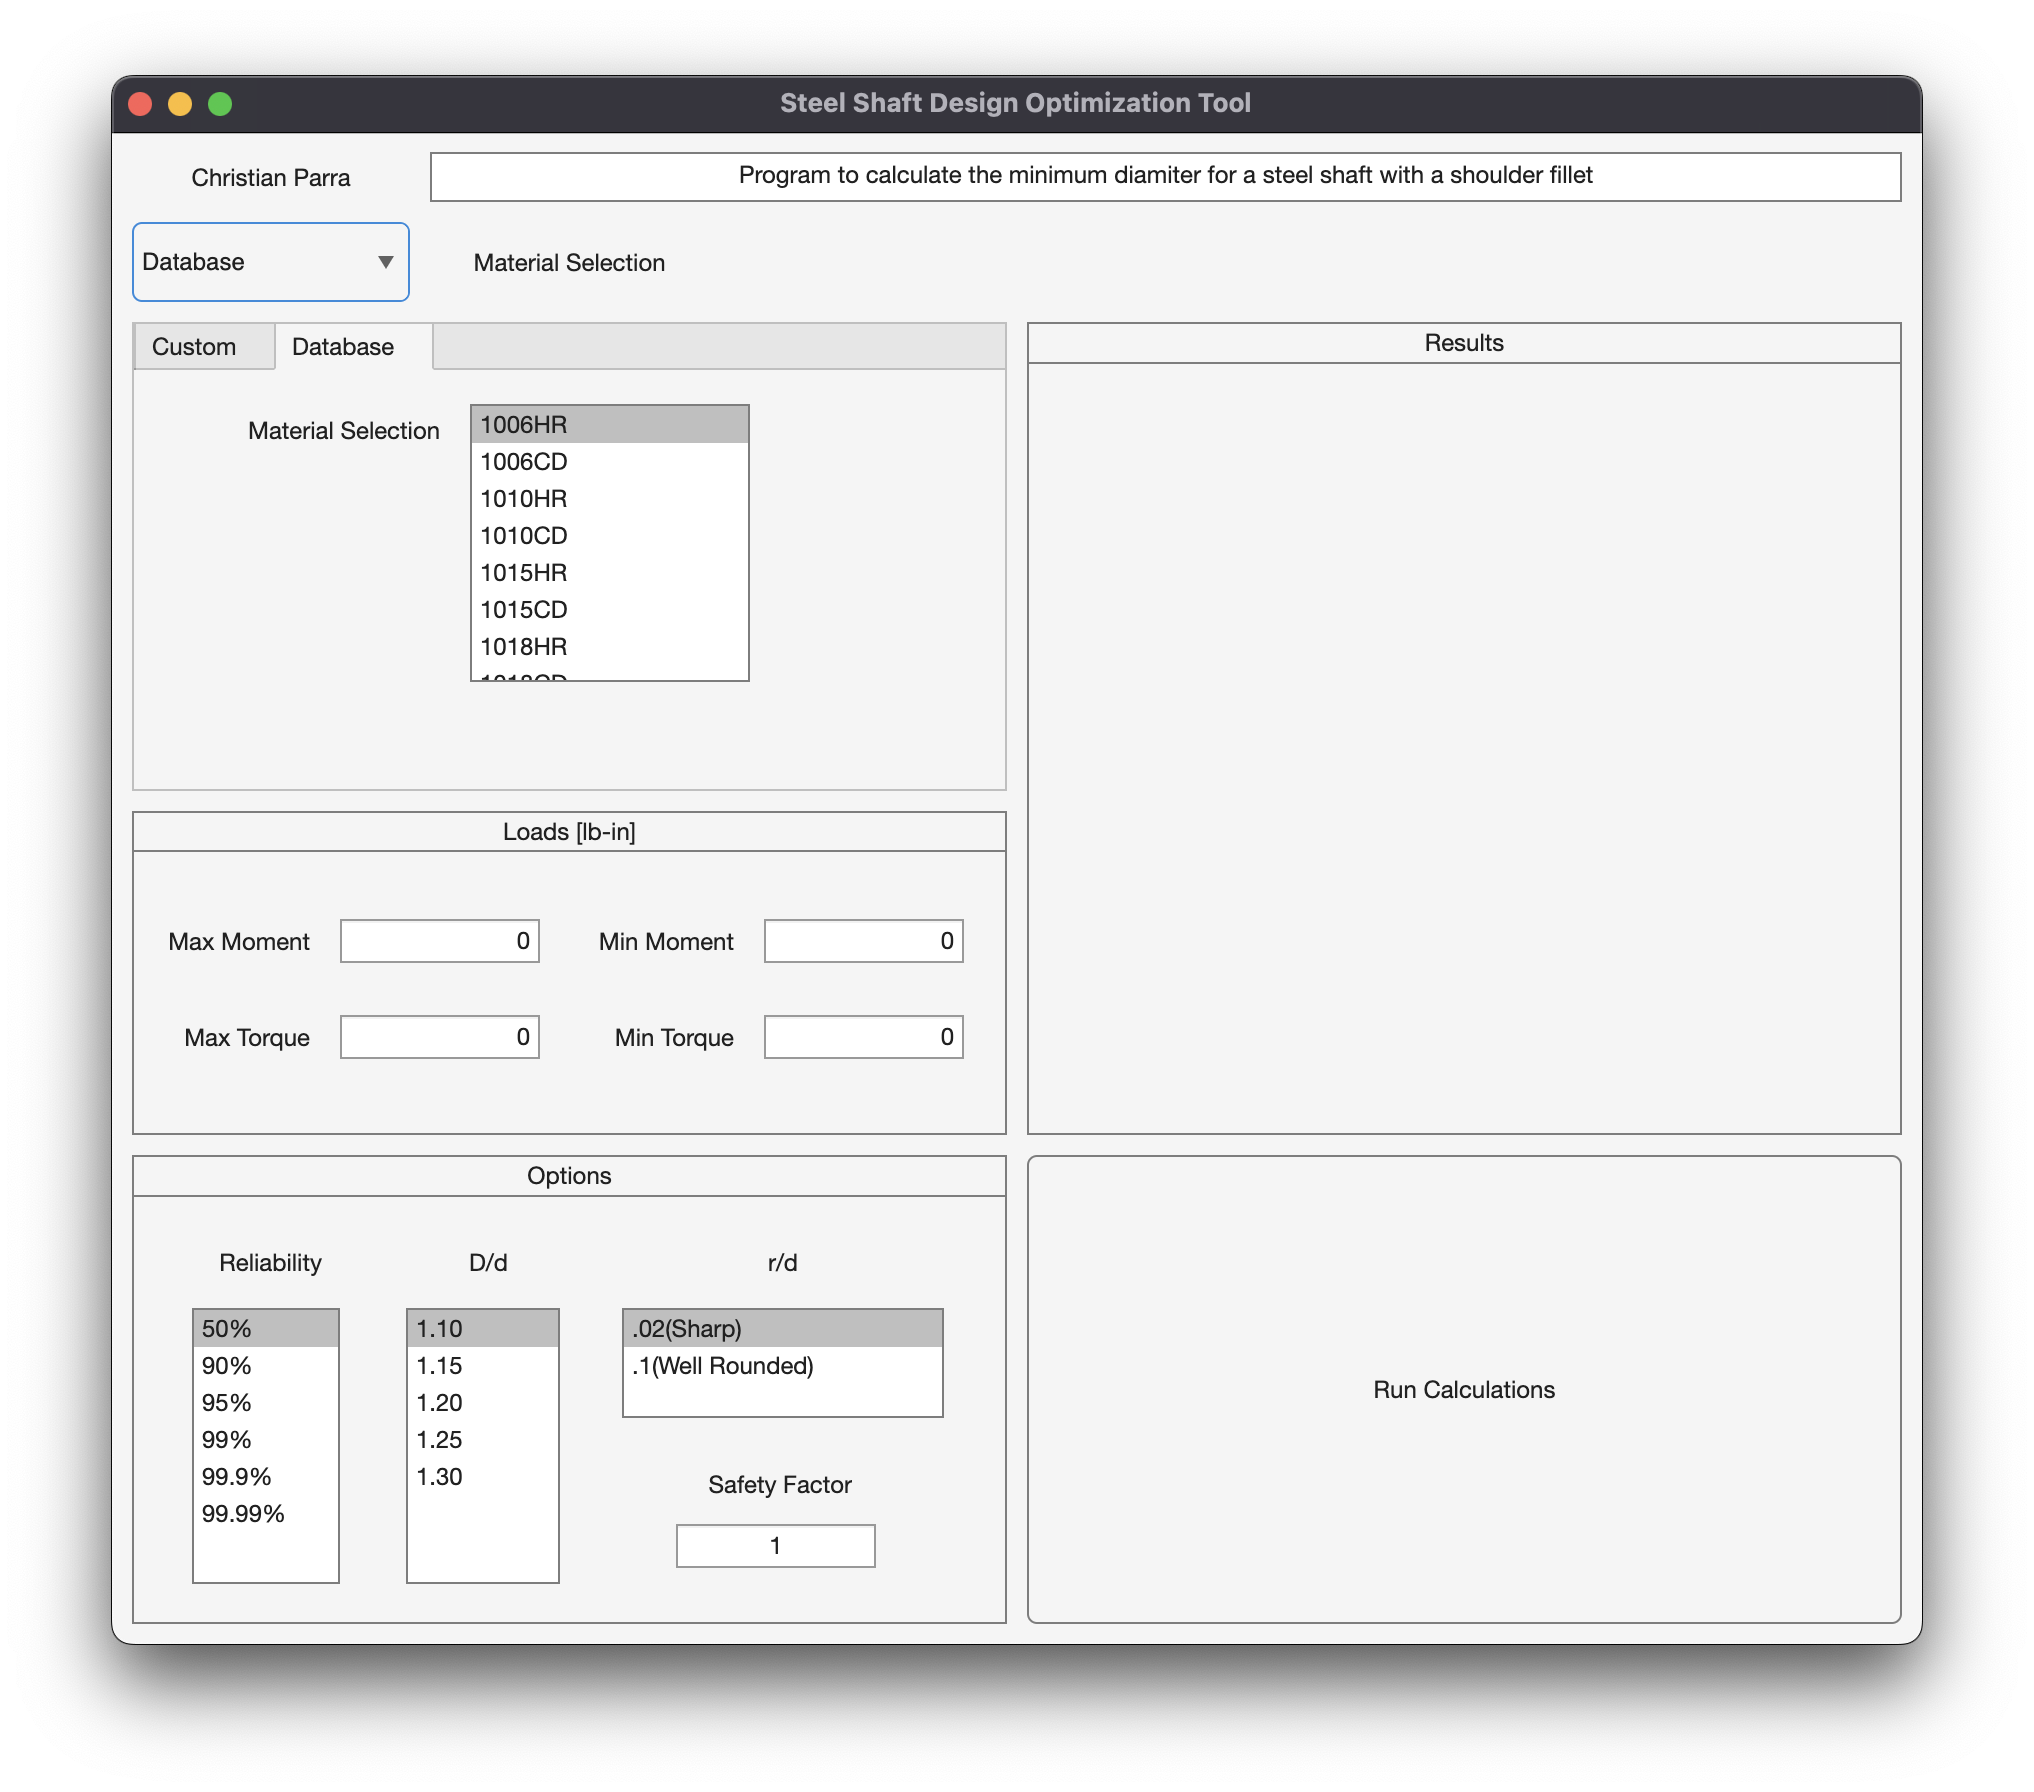 Steel Shaft Design Optimization Tool
Christian Parra
Program to calculate the minimum diamiter for a steel shaft with a shoulder fillet
Database
Material Selection
Custom
Database
Material Selection
1006HR
1006CD
1010HR
1010CD
1015HR
1015CD
1018HR
1018CD
Results
Loads [lb-in]
Max Moment
0
Min Moment
0
Max Torque
0
Min Torque
0
Options
Reliability
50%
90%
95%
99%
99.9%
99.99%
D/d
1.10
1.15
1.20
1.25
1.30
r/d
.02(Sharp)
.1(Well Rounded)
Safety Factor
1
Run Calculations